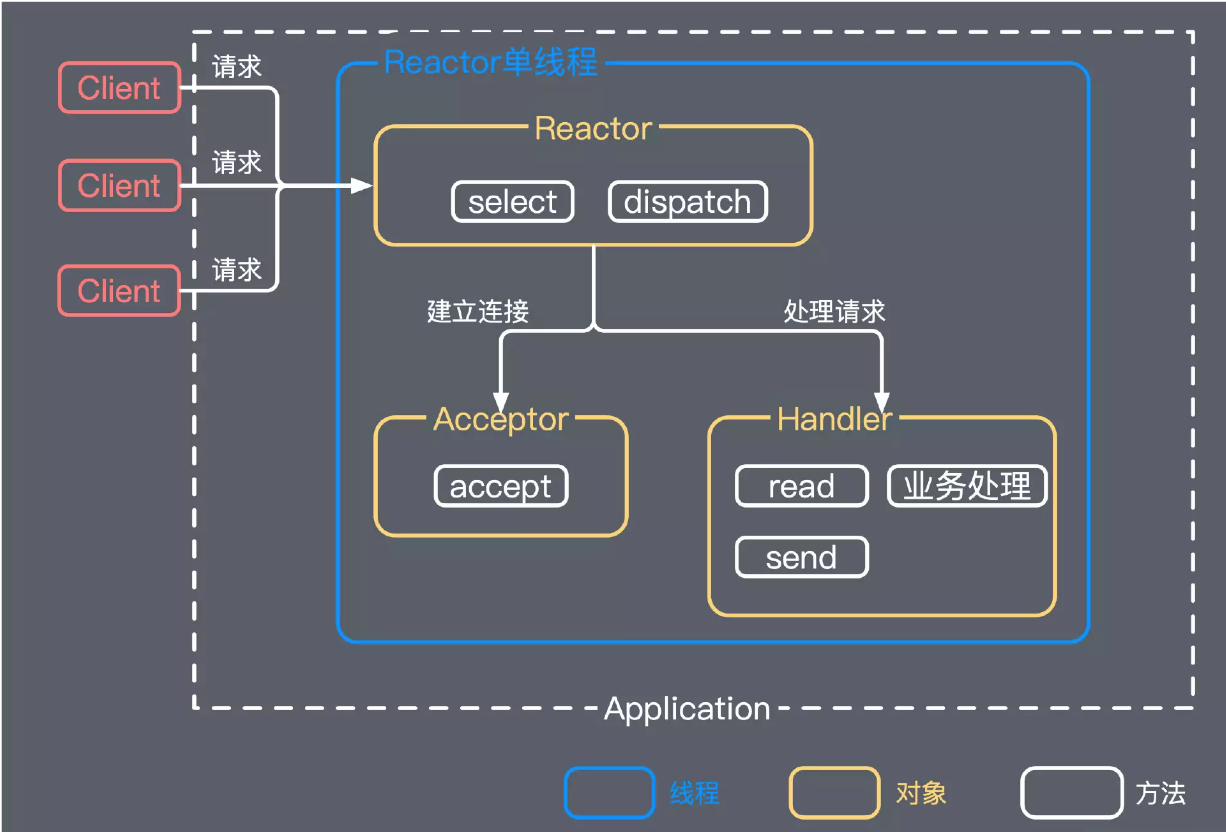 Reactor单线程
Client
请求
Reactor
Client
请求
select
dispatch
Client
请求
建立连接
处理请求
Acceptor
Handler
accept
read
业务处理
send
Application
线程
对象
方法